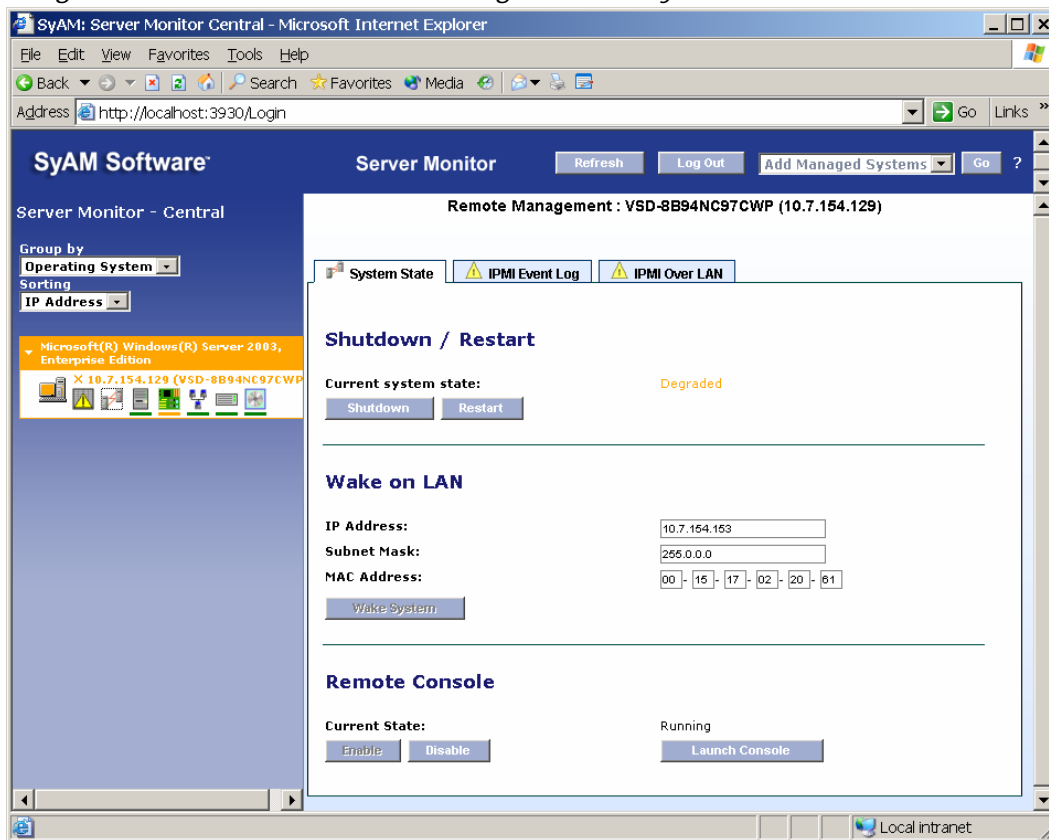 SyAM: Server Monitor Central - Microsoft Internet Explorer
File Edit View Favorites Tools Help
Back Search Favorites Media
Address http://localhost:3930/Login Go Links »
SyAM Software™ Server Monitor Refresh Log Out Add Managed Systems Go ?
Server Monitor - Central
Group by
Operating System
Sorting
IP Address
Microsoft(R) Windows(R) Server 2003,
Enterprise Edition
10.7.154.129 (VSD-8B94NC97CWP
Remote Management : VSD-8B94NC97CWP (10.7.154.129)
System State IPMI Event Log IPMI Over LAN
Shutdown / Restart
Current system state: Degraded
Shutdown Restart
Wake on LAN
IP Address: 10.7.154.153
Subnet Mask: 255.0.0.0
MAC Address: 00 - 15 - 17 - 02 - 20 - 61
Wake System
Remote Console
Current State: Running
Enable Disable Launch Console
Local intranet